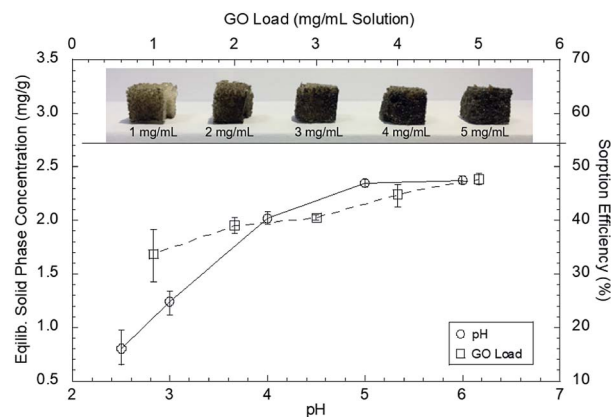 GO Load (mg/mL Solution)
0 1 2 3 4 5 6
3.5 70
3.0 60
2.5 50
2.0 40
1.5 30
1.0 20
0.5 10
Eqilib. Solid Phase Concentration (mg/g)
Sorption Efficiency (%)
1 mg/mL 2 mg/mL 3 mg/mL 4 mg/mL 5 mg/mL
pH
GO Load
2 3 4 5 6 7
pH